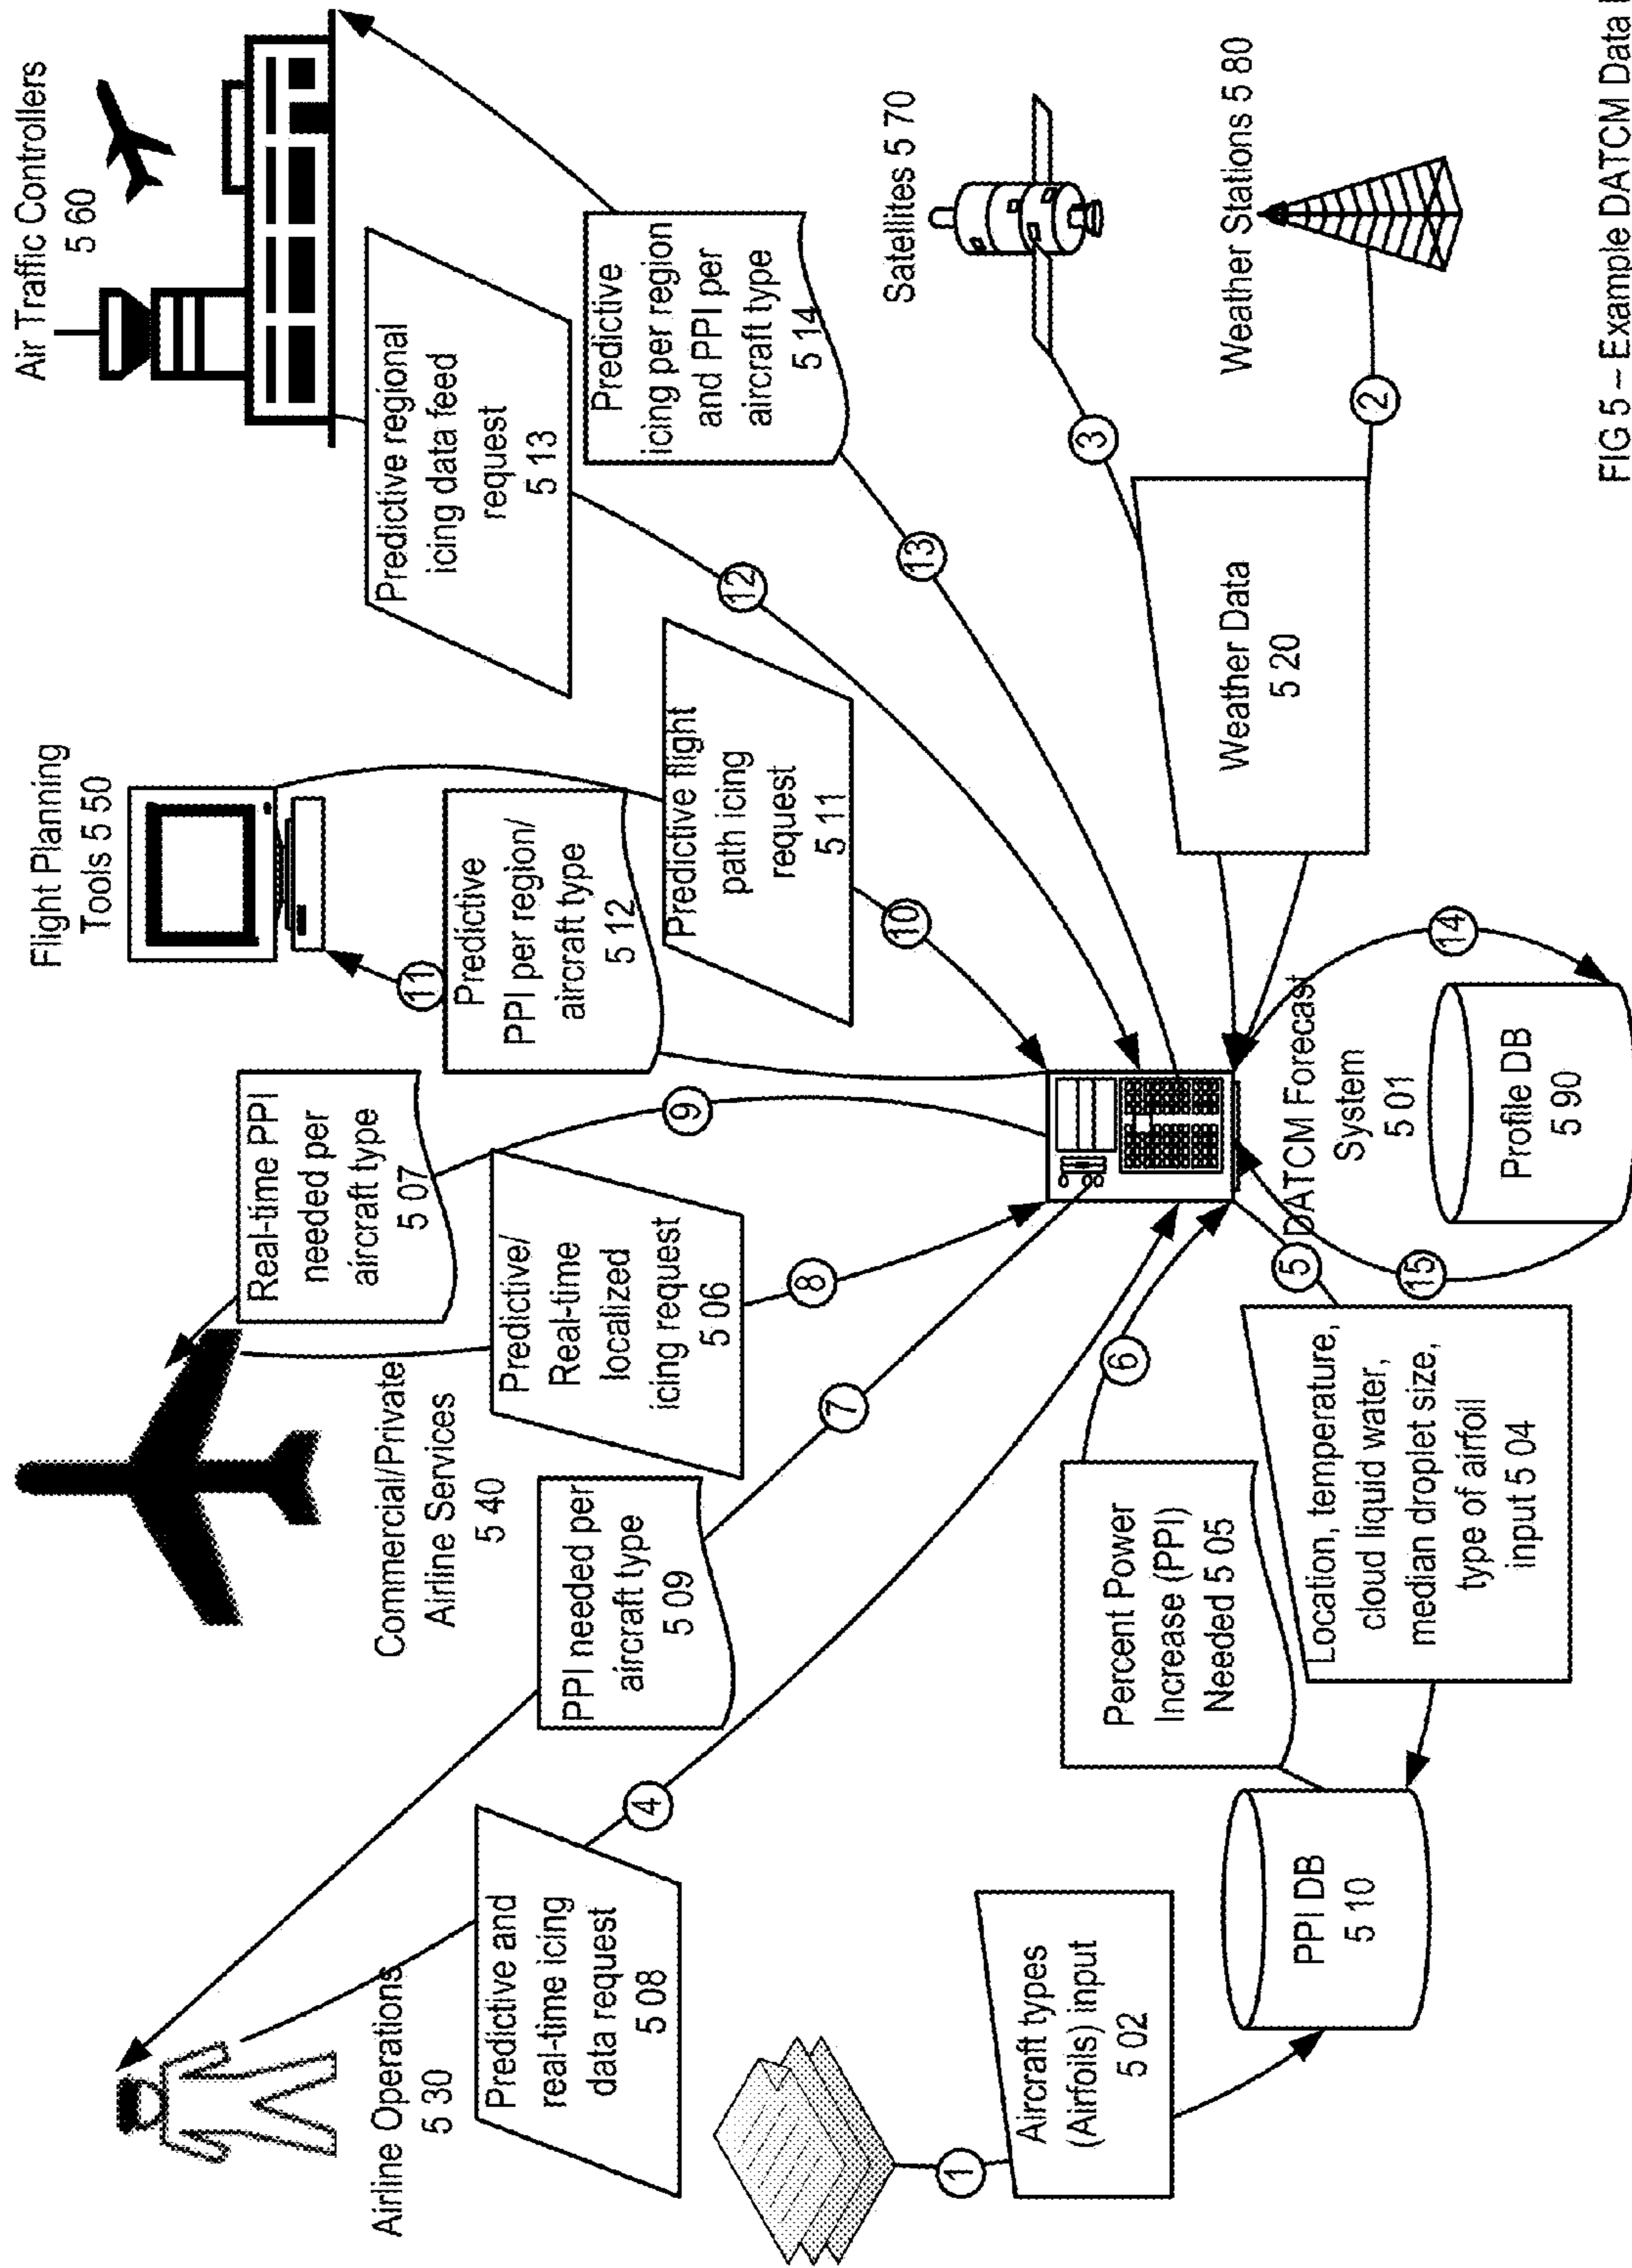 Air Traffic Controllers
5 60
Flight Planning
Tools 5 50
Commercial/Private
Airline Services
5 40
Airline Operations
5 30
Real-time PPI
needed per
aircraft type
5 07
Predictive/
Real-time
localized
icing request
5 06
PPI needed per
aircraft type
5 09
Predictive and
real-time icing
data request
5 08
Predictive
PPI per region/
aircraft type
5 12
Predictive flight
path icing
request
5 11
Predictive regional
icing data feed
request
5 13
Predictive
icing per region
and PPI per
aircraft type
5 14
Satellites 5 70
Weather Stations 5 80
Weather Data
5 20
DATCM Forecast
System
5 01
Profile DB
5 90
Percent Power
Increase (PPI)
Needed 5 05
Location, temperature,
cloud liquid water,
median droplet size,
type of airfoil
input 5 04
Aircraft types
(Airfoils) input
5 02
PPI DB
5 10
1
2
3
4
5
6
7
8
9
10
11
12
13
14
15
FIG 5 – Example DATCM Data